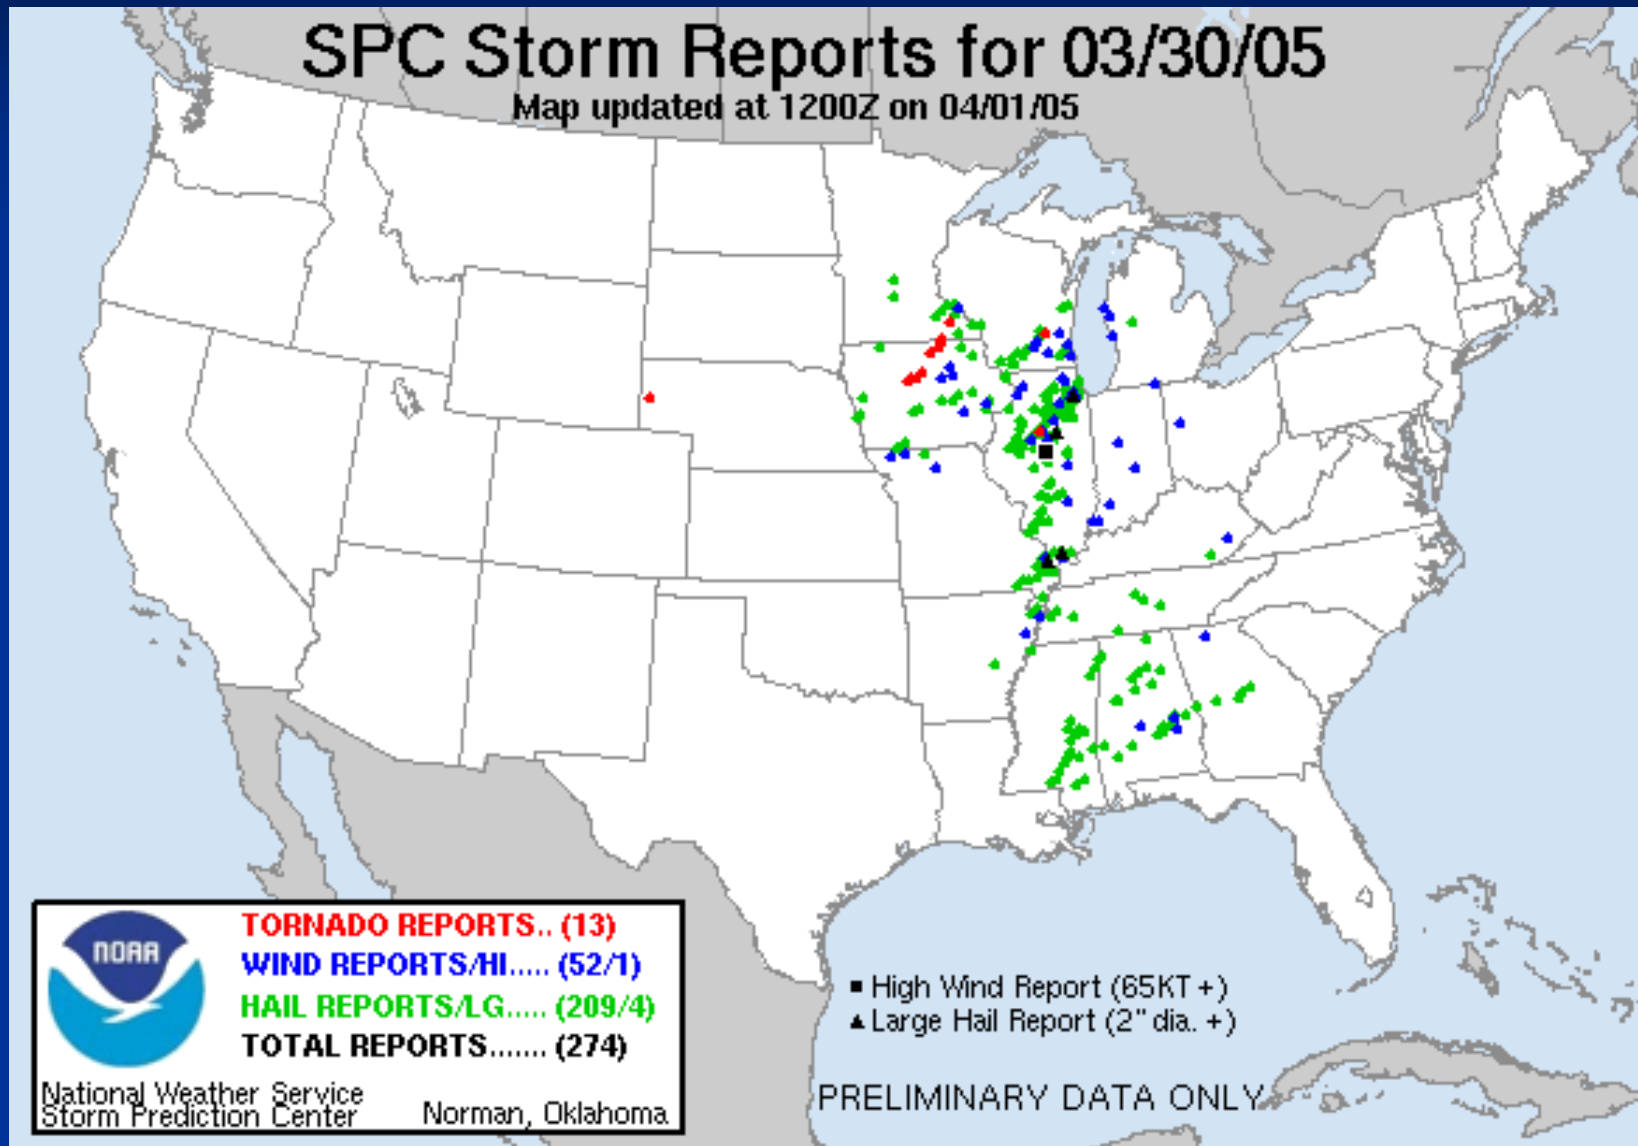 SPC Storm Reports for 03/30/05
Map updated at 1200Z on 04/01/05
NOAA
TORNADO REPORTS.. (13)
WIND REPORTS/HI..... (52/1)
HAIL REPORTS/LG..... (209/4)
TOTAL REPORTS....... (274)
National Weather Service
Storm Prediction Center
Norman, Oklahoma
High Wind Report (65KT +)
Large Hail Report (2" dia. +)
PRELIMINARY DATA ONLY